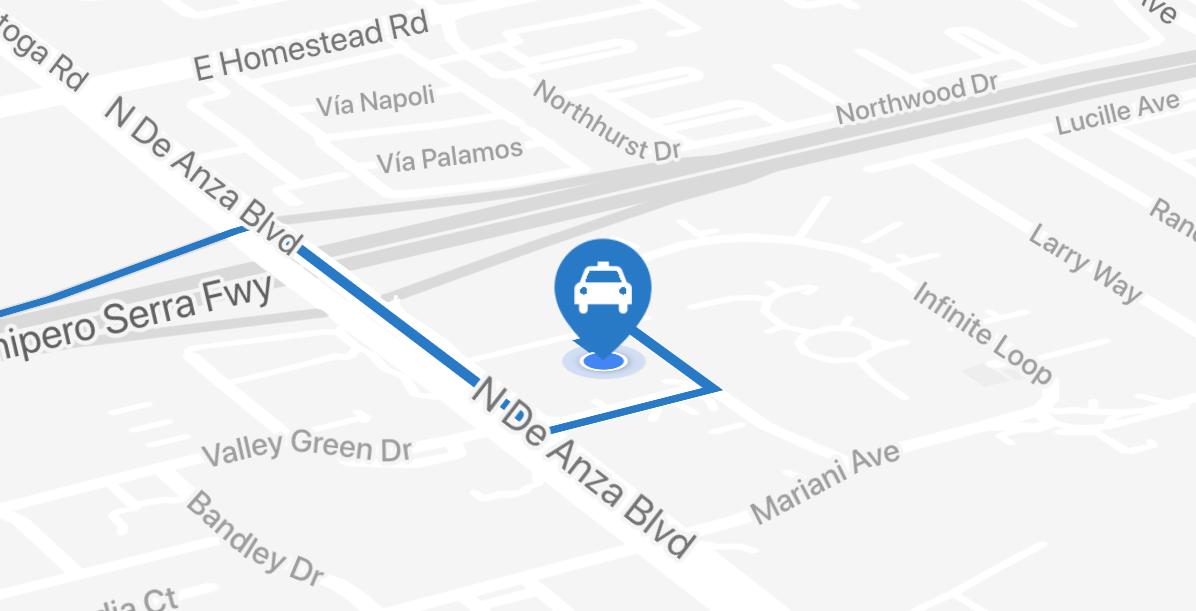 toga Rd
E Homestead Rd
N De Anza Blvd
Vía Napoli
Vía Palamos
Northhurst Dr
Northwood Dr
Lucille Ave
Larry Way
Infinite Loop
nipero Serra Fwy
N De Anza Blvd
Valley Green Dr
Mariani Ave
Bandley Dr